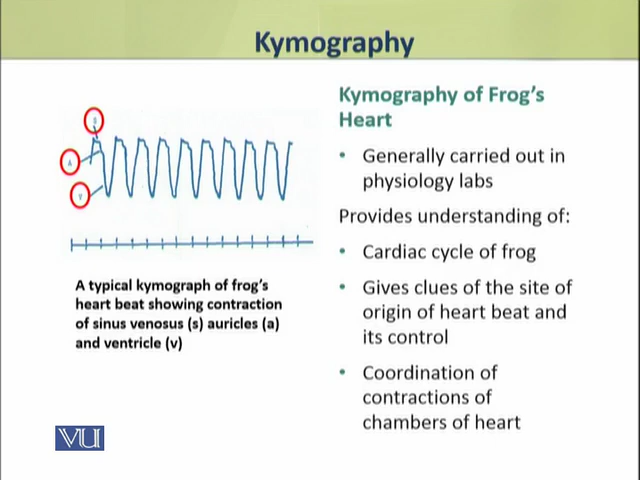 Kymography
S
A
V
A typical kymograph of frog's
heart beat showing contraction
of sinus venosus (s) auricles (a)
and ventricle (v)
Kymography of Frog's
Heart
• Generally carried out in
physiology labs
Provides understanding of:
• Cardiac cycle of frog
• Gives clues of the site of
origin of heart beat and
its control
• Coordination of
contractions of
chambers of heart
VU